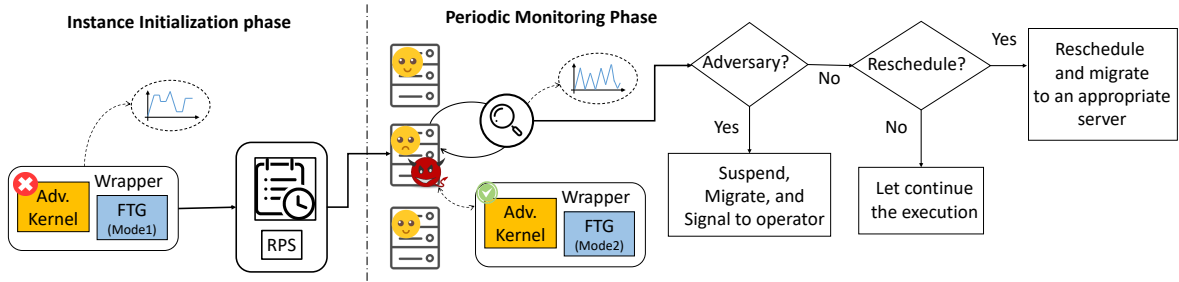 Instance Initialization phase
Wrapper
Adv.
Kernel
FTG
(Mode1)
RPS
Periodic Monitoring Phase
Wrapper
Adv.
Kernel
FTG
(Mode2)
Adversary?
No
Yes
Suspend,
Migrate, and
Signal to operator
Reschedule?
Yes
No
Let continue
the execution
Reschedule
and migrate
to an appropriate
server